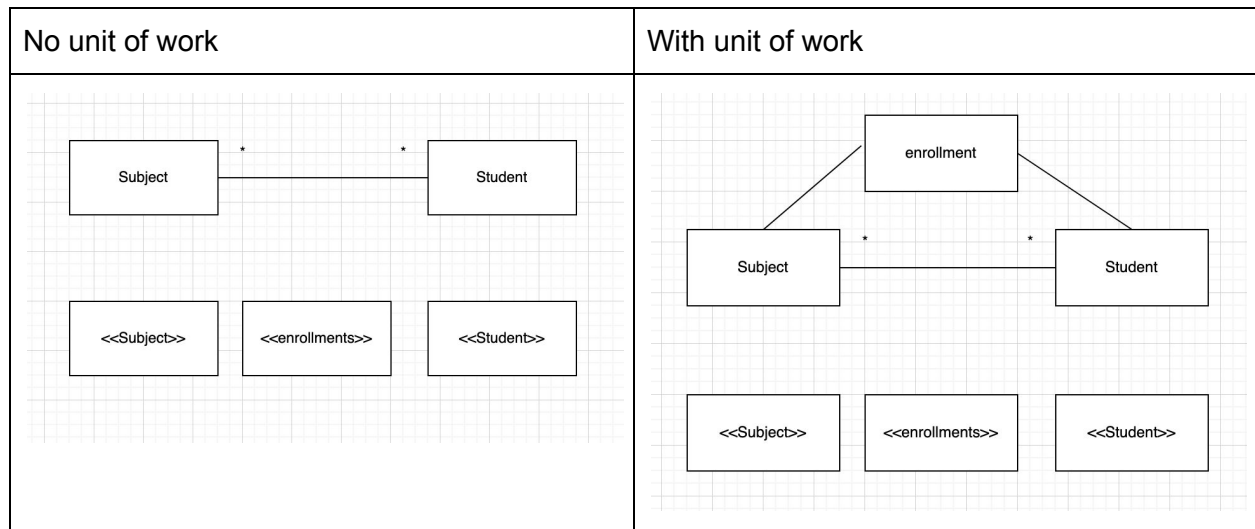 No unit of work
With unit of work
* *
Subject
Student
<<Subject>>
<<enrollments>>
<<Student>>
enrollment
* *
Subject
Student
<<Subject>>
<<enrollments>>
<<Student>>